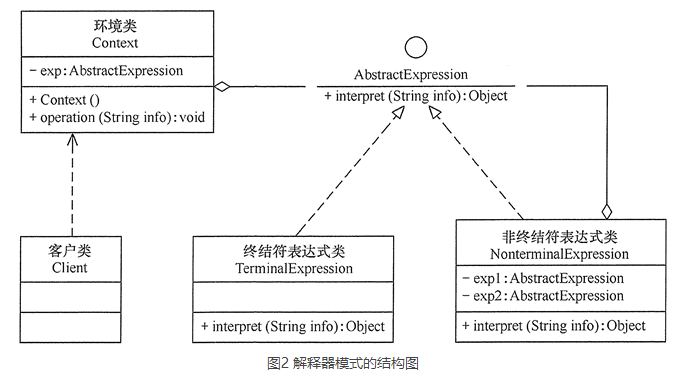 环境类
Context
− exp:AbstractExpression
+ Context()
+ operation(String info):void
AbstractExpression
+ interpret(String info):Object
客户类
Client
终结符表达式类
TerminalExpression
+ interpret(String info):Object
非终结符表达式类
NonterminalExpression
− exp1:AbstractExpression
− exp2:AbstractExpression
+ interpret(String info):Object
图2 解释器模式的结构图